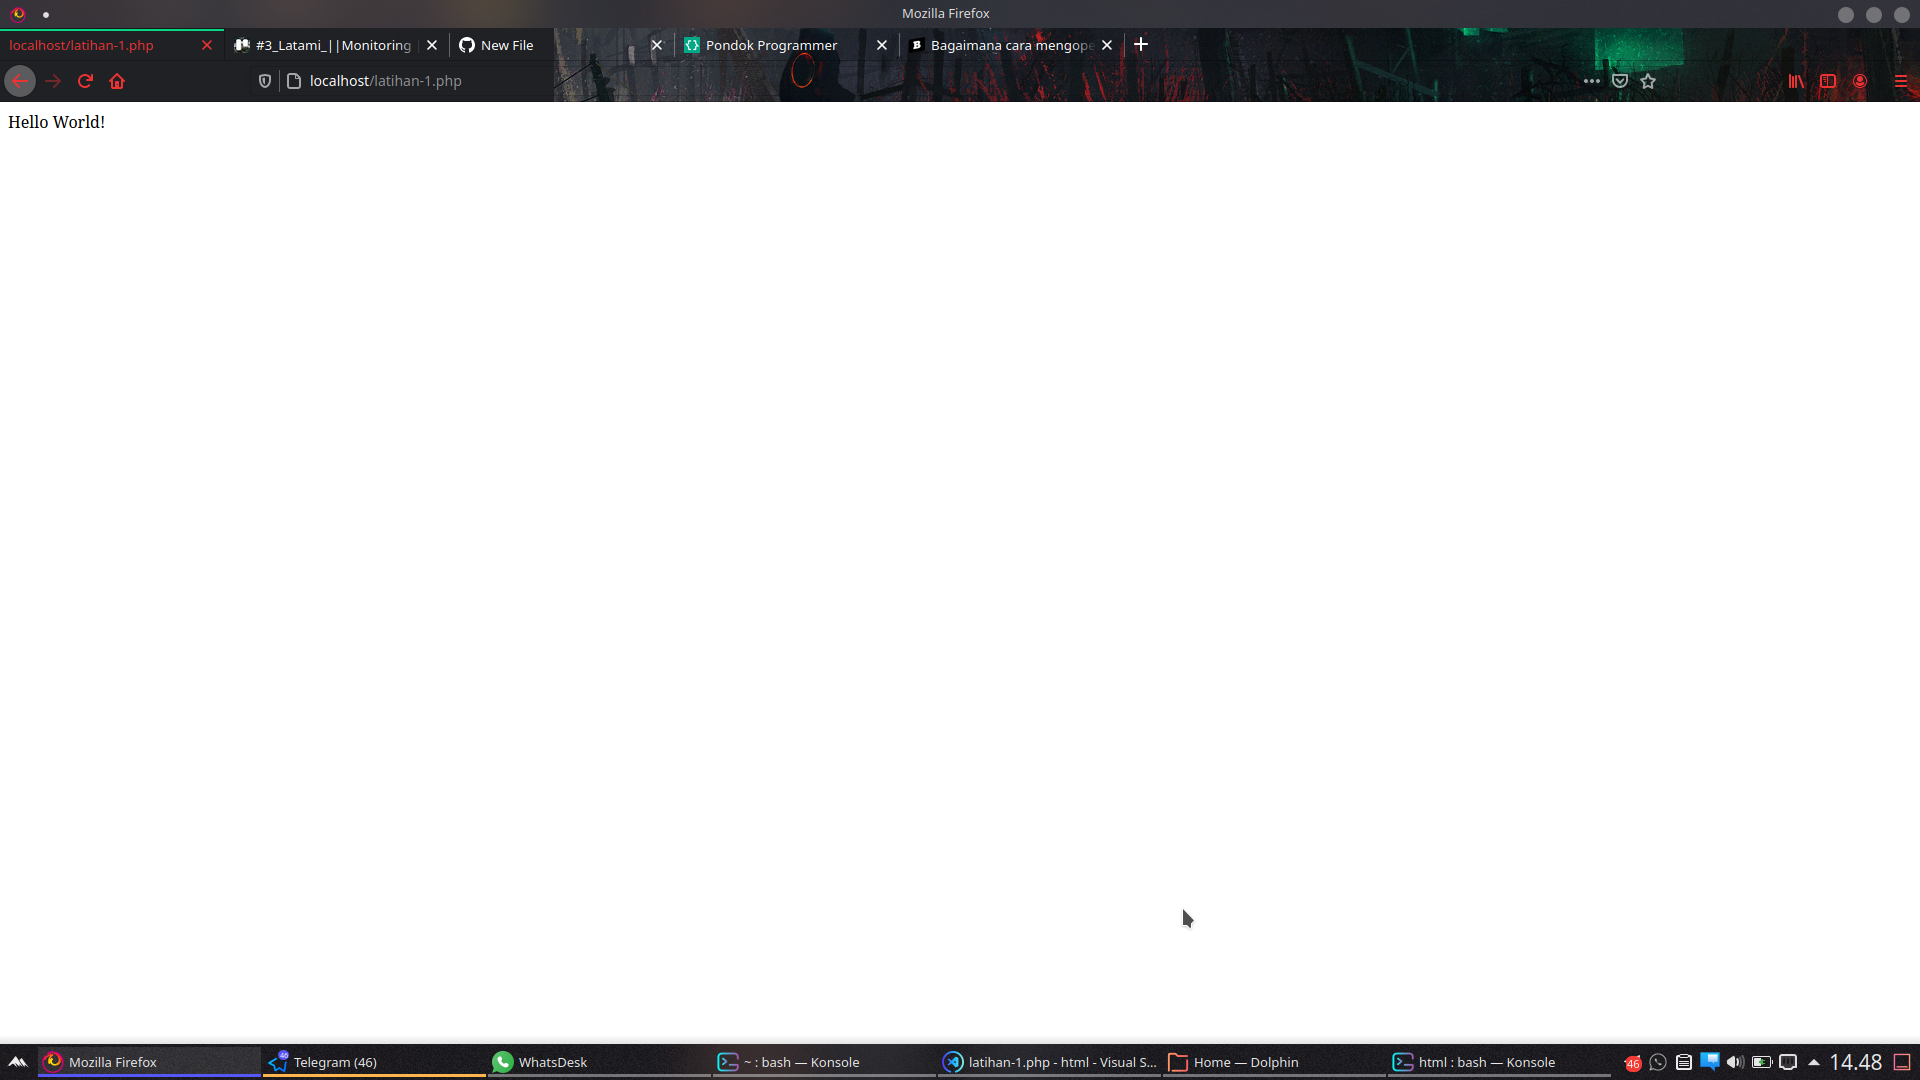 Mozilla Firefox
localhost/latihan-1.php
#3_Latami_||Monitoring
New File
Pondok Programmer
Bagaimana cara mengope
localhost/latihan-1.php
Hello World!
Mozilla Firefox
Telegram (46)
WhatsDesk
~ : bash — Konsole
latihan-1.php - html - Visual S...
Home — Dolphin
html : bash — Konsole
46
14.48